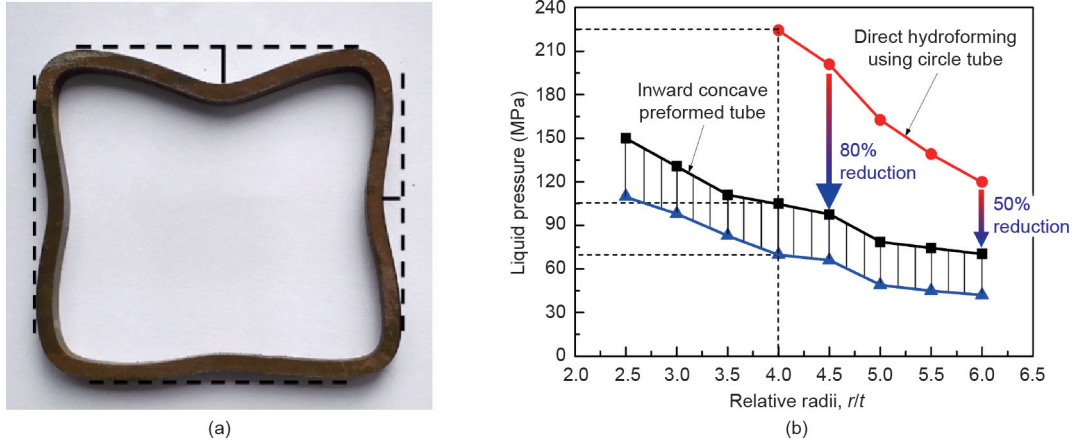 (a)
240
210
180
150
120
90
60
30
0
Liquid pressure (MPa)
Direct hydroforming
using circle tube
Inward concave
preformed tube
80%
reduction
50%
reduction
2.0 2.5 3.0 3.5 4.0 4.5 5.0 5.5 6.0 6.5
Relative radii, r/t
(b)